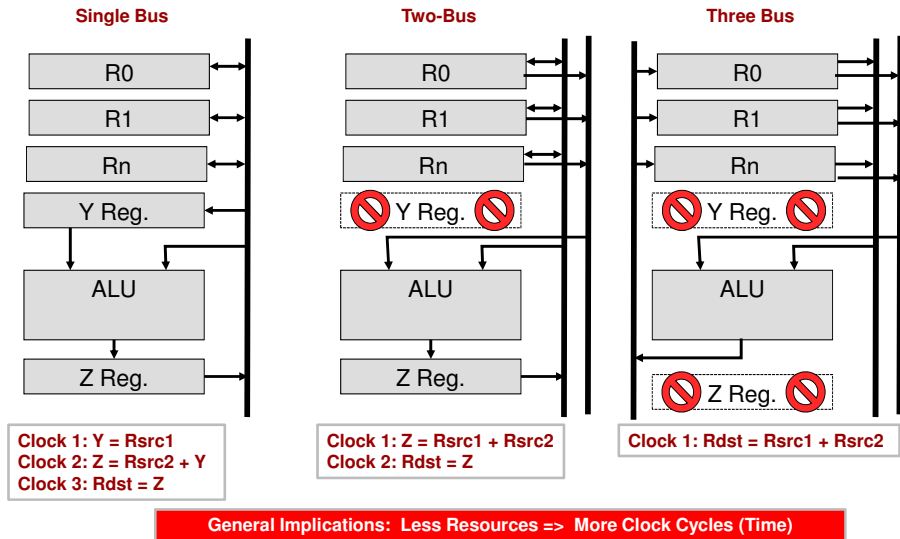 Single Bus
R0
R1
Rn
Y Reg.
ALU
Z Reg.
Clock 1: Y = Rsrc1
Clock 2: Z = Rsrc2 + Y
Clock 3: Rdst = Z
Two-Bus
R0
R1
Rn
Y Reg.
ALU
Z Reg.
Clock 1: Z = Rsrc1 + Rsrc2
Clock 2: Rdst = Z
Three Bus
R0
R1
Rn
Y Reg.
ALU
Z Reg.
Clock 1: Rdst = Rsrc1 + Rsrc2
General Implications: Less Resources => More Clock Cycles (Time)